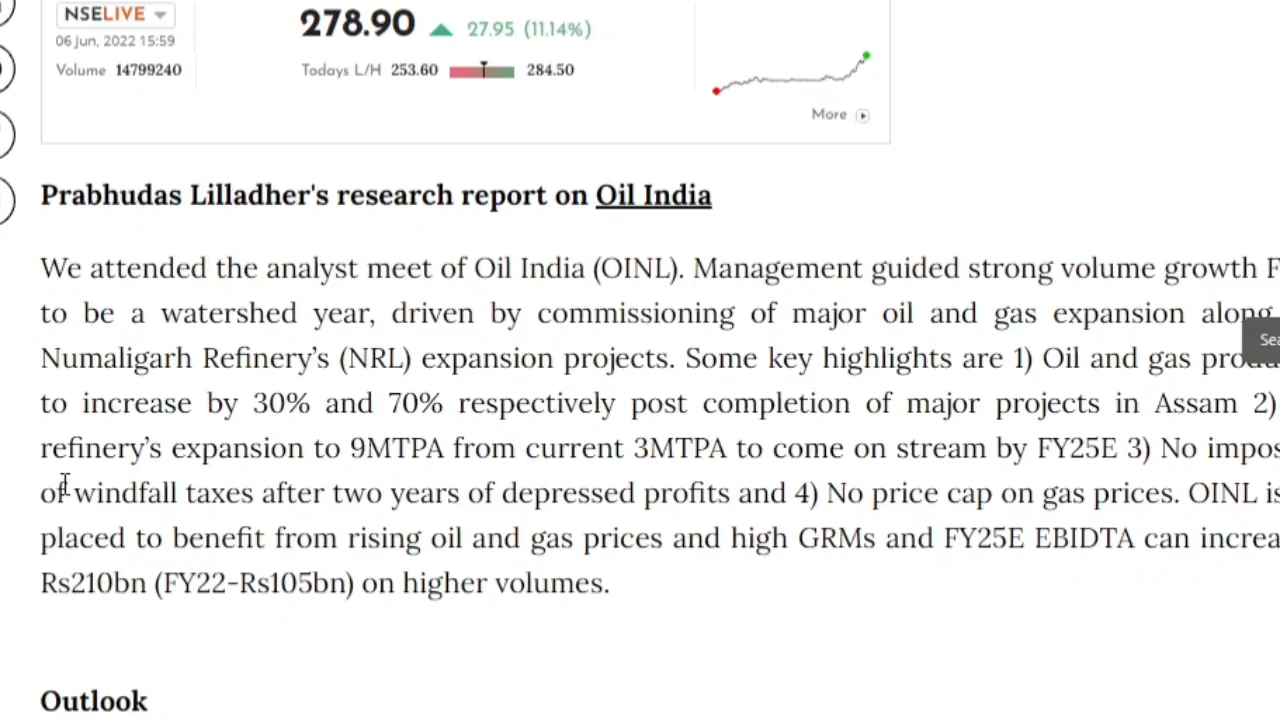 NSELIVE
278.90 27.95 (11.14%)
06 Jun, 2022 15:59
Volume 14799240
Todays L/H 253.60 284.50
More
Prabhudas Lilladher's research report on Oil India
We attended the analyst meet of Oil India (OINL). Management guided strong volume growth F
to be a watershed year, driven by commissioning of major oil and gas expansion along
Numaligarh Refinery’s (NRL) expansion projects. Some key highlights are 1) Oil and gas
Sea
to increase by 30% and 70% respectively post completion of major projects in Assam 2)
refinery’s expansion to 9MTPA from current 3MTPA to come on stream by FY25E 3) No impos
of windfall taxes after two years of depressed profits and 4) No price cap on gas prices. OINL is
placed to benefit from rising oil and gas prices and high GRMs and FY25E EBIDTA can increa
Rs210bn (FY22-Rs105bn) on higher volumes.
Outlook